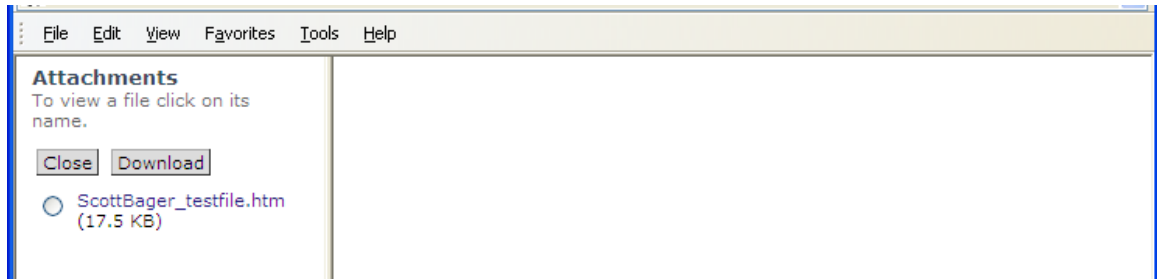 File Edit View Favorites Tools Help
Attachments
To view a file click on its
name.
Close Download
ScottBager_testfile.htm
(17.5 KB)